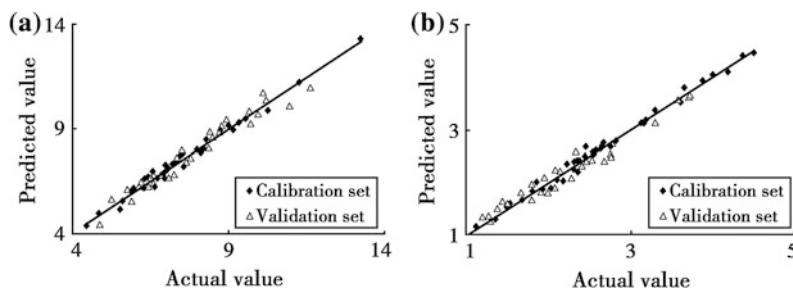 (a)
14
9
4
Predicted value
Calibration set
Validation set
4
9
14
Actual value
(b)
5
3
1
Predicted value
Calibration set
Validation set
1
3
5
Actual value